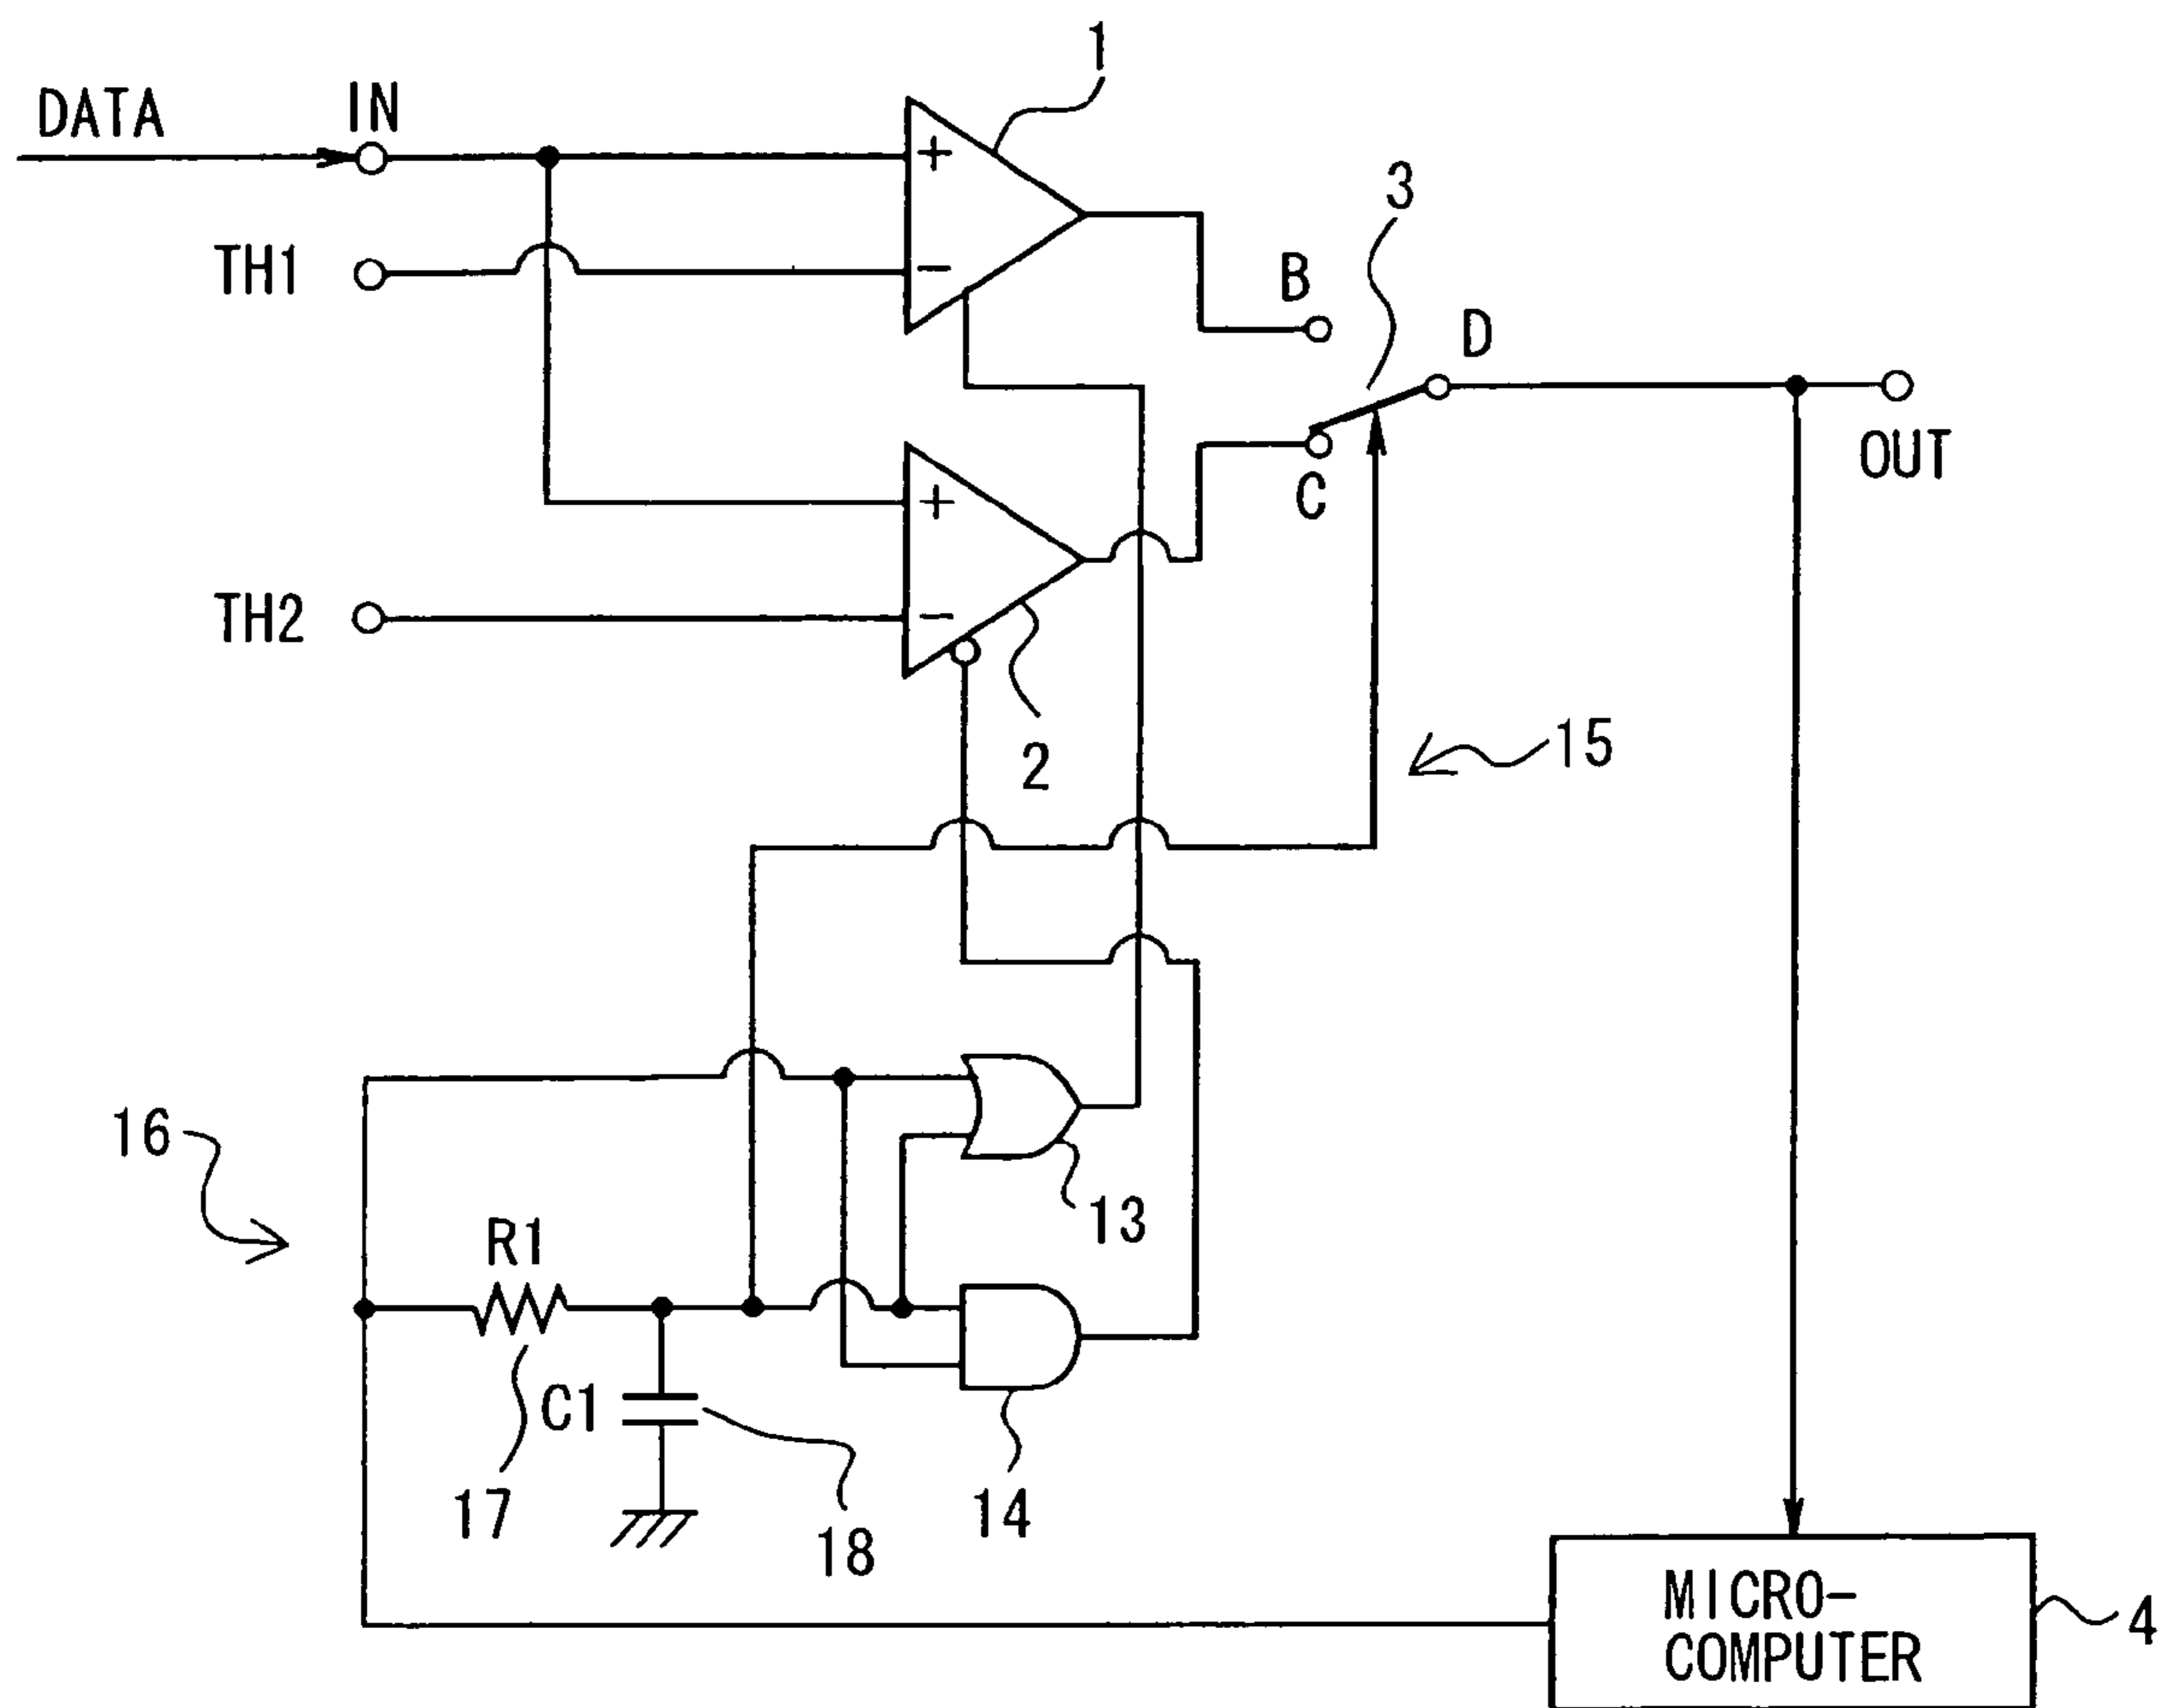 1
DATA
IN
3
TH1
B
D
OUT
C
TH2
2
15
16
13
R1
C1
17
18
14
MICRO-
COMPUTER
4